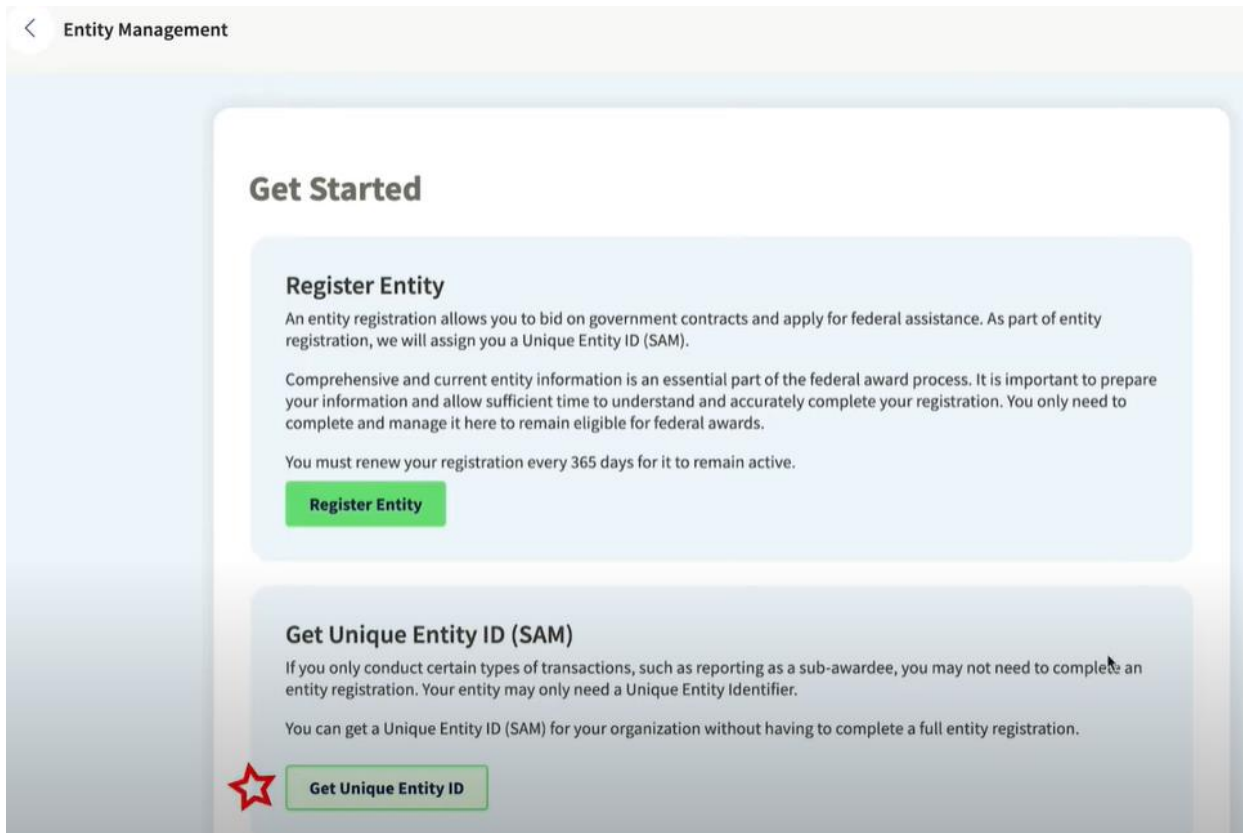 Entity Management
Get Started
Register Entity
An entity registration allows you to bid on government contracts and apply for federal assistance. As part of entity
registration, we will assign you a Unique Entity ID (SAM).
Comprehensive and current entity information is an essential part of the federal award process. It is important to prepare
your information and allow sufficient time to understand and accurately complete your registration. You only need to
complete and manage it here to remain eligible for federal awards.
You must renew your registration every 365 days for it to remain active.
Register Entity
Get Unique Entity ID (SAM)
If you only conduct certain types of transactions, such as reporting as a sub-awardee, you may not need to complete an
entity registration. Your entity may only need a Unique Entity Identifier.
You can get a Unique Entity ID (SAM) for your organization without having to complete a full entity registration.
Get Unique Entity ID